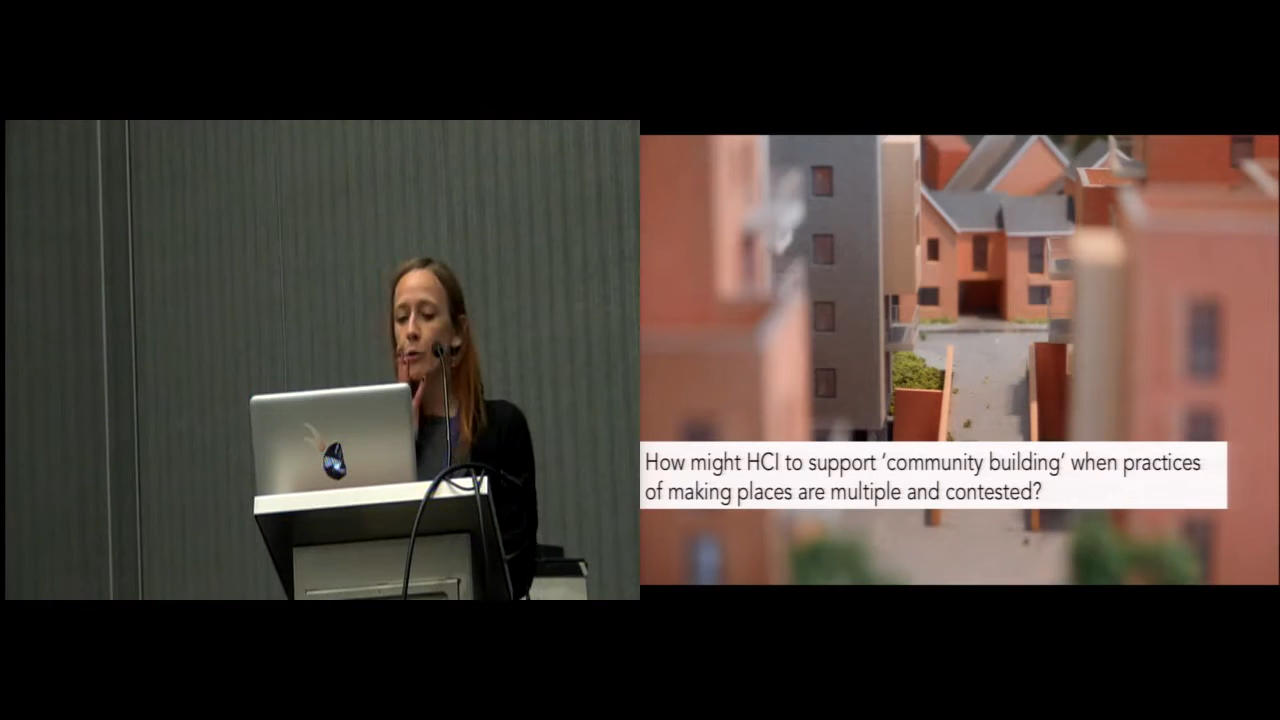 How might HCI to support ‘community building’ when practices
of making places are multiple and contested?